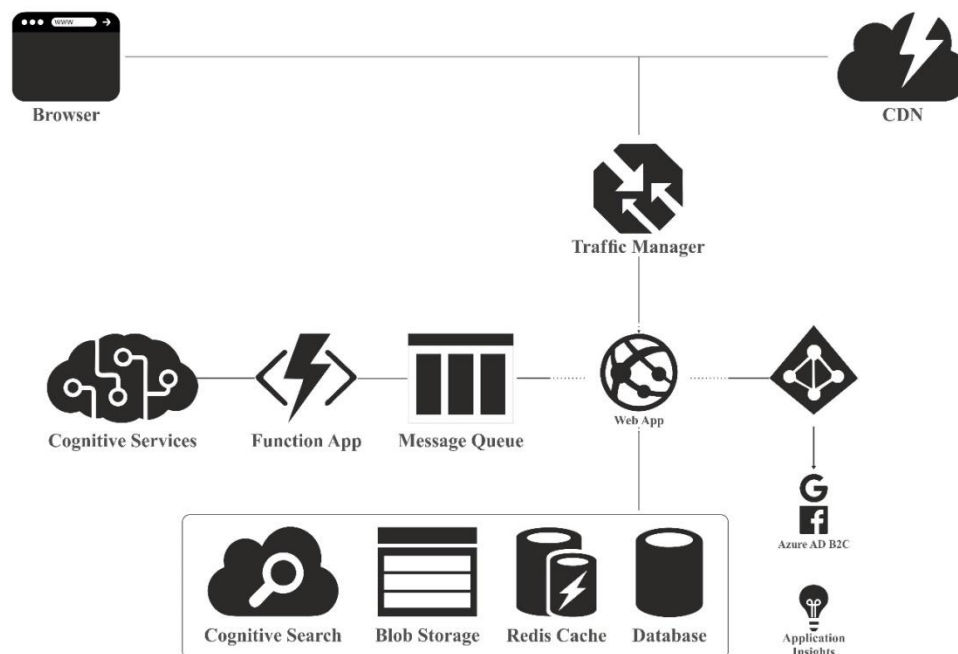 www
Browser
CDN
Traffic Manager
Cognitive Services
Function App
Message Queue
Web App
G
f
Azure AD B2C
Cognitive Search
Blob Storage
Redis Cache
Database
Application
Insights